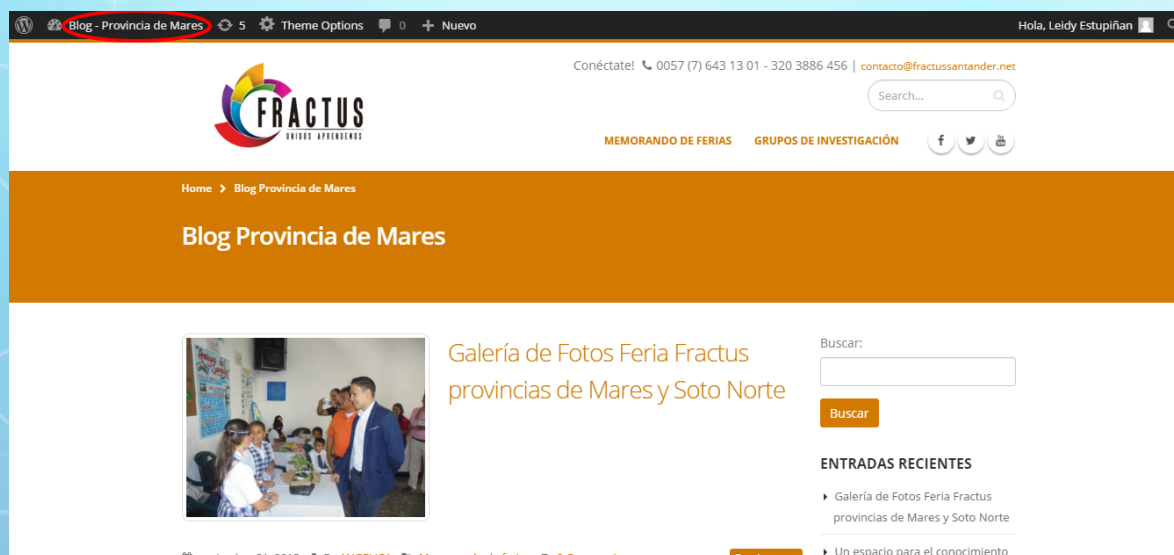 Blog - Provincia de Mares 5 Theme Options 0 + Nuevo Hola, Leidy Estupiñan
Conéctate! 0057 (7) 643 13 01 - 320 3886 456 | contacto@fractussantander.net
FRACTUS
UNIDOS APRENDEMOS
Search...
MEMORANDO DE FERIAS GRUPOS DE INVESTIGACIÓN
Home > Blog Provincia de Mares
Blog Provincia de Mares
Galería de Fotos Feria Fractus
provincias de Mares y Soto Norte
Buscar:
Buscar
ENTRADAS RECIENTES
Galería de Fotos Feria Fractus
provincias de Mares y Soto Norte
Un espacio para el conocimiento